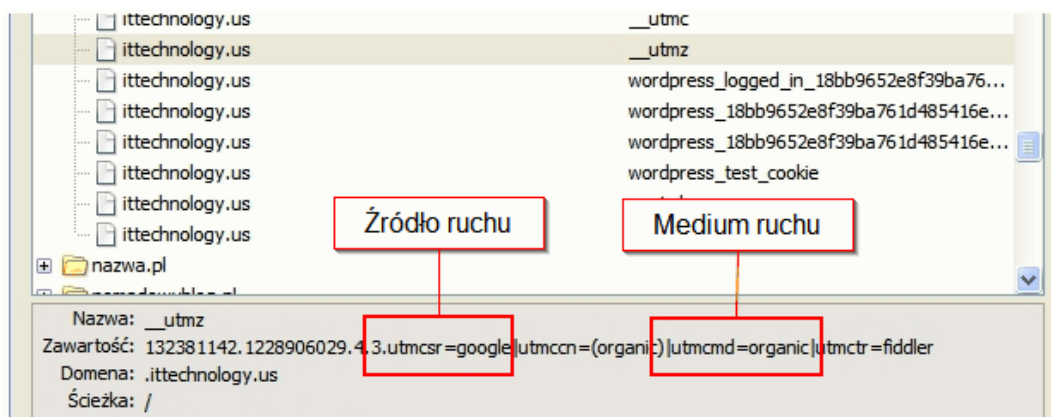 ittechnology.us __utmc
ittechnology.us __utmz
ittechnology.us wordpress_logged_in_18bb9652e8f39ba76...
ittechnology.us wordpress_18bb9652e8f39ba761d485416e...
ittechnology.us wordpress_18bb9652e8f39ba761d485416e...
ittechnology.us wordpress_test_cookie
ittechnology.us
Źródło ruchu
Medium ruchu
ittechnology.us
nazwa.pl
Nazwa: __utmz
Zawartość: 132381142.1228906029.4.3.utmcsr=google|utmccn=(organic)|utmcmd=organic|utmctr=fiddler
Domena: .ittechnology.us
Ścieżka: /